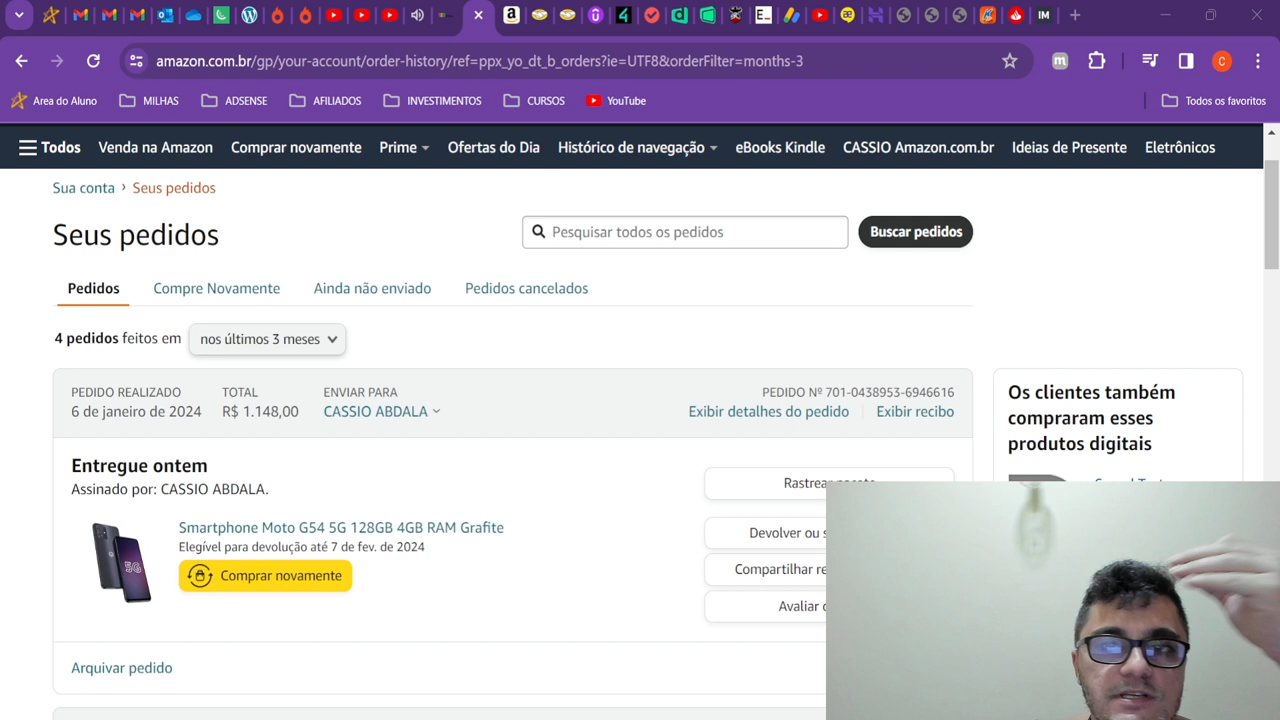 amazon.com.br/gp/your-account/order-history/ref=ppx_yo_dt_b_orders?ie=UTF8&orderFilter=months-3
Area do Aluno MILHAS ADSENSE AFILIADOS INVESTIMENTOS CURSOS YouTube Todos os favoritos
Todos Venda na Amazon Comprar novamente Prime Ofertas do Dia Histórico de navegação eBooks Kindle CASSIO Amazon.com.br Ideias de Presente Eletrônicos
Sua conta › Seus pedidos
Seus pedidos
Pesquisar todos os pedidos
Buscar pedidos
Pedidos Compre Novamente Ainda não enviado Pedidos cancelados
4 pedidos feitos em nos últimos 3 meses
PEDIDO REALIZADO TOTAL ENVIAR PARA PEDIDO Nº 701-0438953-6946616
6 de janeiro de 2024 R$ 1.148,00 CASSIO ABDALA Exibir detalhes do pedido Exibir recibo
Entregue ontem
Assinado por: CASSIO ABDALA.
Smartphone Moto G54 5G 128GB 4GB RAM Grafite
Elegível para devolução até 7 de fev. de 2024
Comprar novamente
5G
Rastrear
Devolver ou
Compartilhar
Avaliar
Arquivar pedido
Os clientes também
compraram esses
produtos digitais